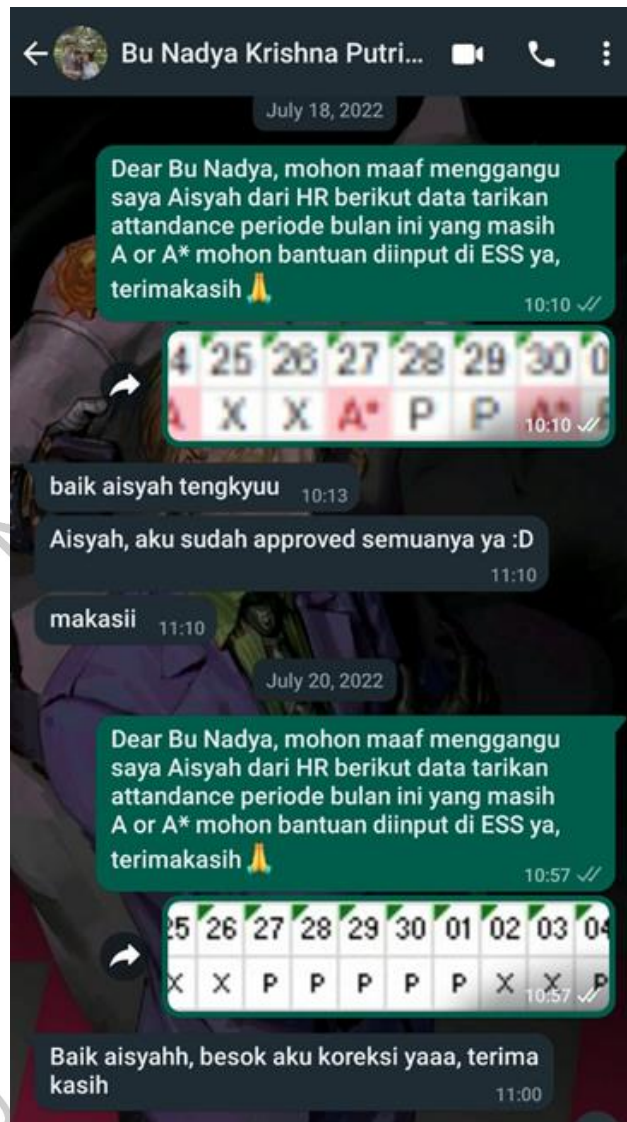 Bu Nadya Krishna Putri...
July 18, 2022
Dear Bu Nadya, mohon maaf menggangu
saya Aisyah dari HR berikut data tarikan
attandance periode bulan ini yang masih
A or A* mohon bantuan diinput di ESS ya,
terimakasih 🙏
10:10
4 25 26 27 28 29 30 0
A X X A* P P A*
10:10
baik aisyah tengkyuu 10:13
Aisyah, aku sudah approved semuanya ya :D
11:10
makasii 11:10
July 20, 2022
Dear Bu Nadya, mohon maaf menggangu
saya Aisyah dari HR berikut data tarikan
attandance periode bulan ini yang masih
A or A* mohon bantuan diinput di ESS ya,
terimakasih 🙏
10:57
25 26 27 28 29 30 01 02 03 04
X X P P P P P X X P
10:57
Baik aisyahh, besok aku koreksi yaaa, terima
kasih
11:00